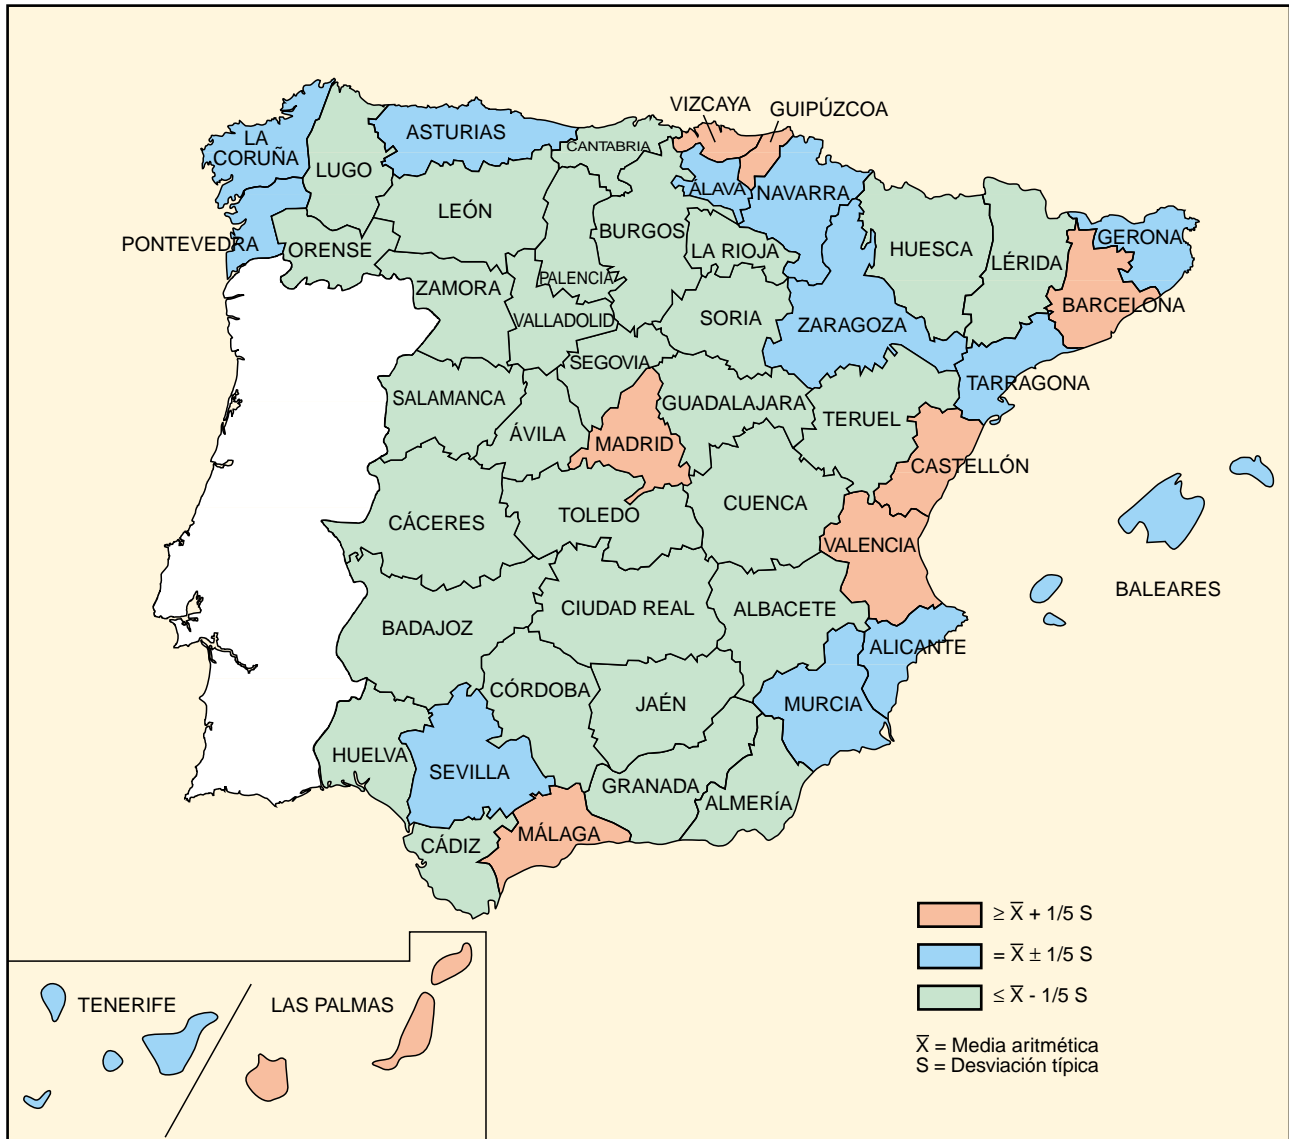 VIZCAYA
GUIPÚZCOA
LA
CORUÑA
ASTURIAS
CANTABRIA
LUGO
ÁLAVA
NAVARRA
LEÓN
PONTEVEDRA
ORENSE
BURGOS
LA RIOJA
HUESCA
LÉRIDA
GERONA
ZAMORA
PALENCIA
BARCELONA
VALLADOLID
SORIA
ZARAGOZA
SEGOVIA
TARRAGONA
SALAMANCA
GUADALAJARA
TERUEL
ÁVILA
MADRID
CASTELLÓN
CUENCA
CÁCERES
TOLEDO
VALENCIA
BALEARES
CIUDAD REAL
ALBACETE
BADAJOZ
ALICANTE
CÓRDOBA
JAÉN
MURCIA
HUELVA
SEVILLA
GRANADA
ALMERÍA
CÁDIZ
MÁLAGA
≥ X̅ + 1/5 S
= X̅ ± 1/5 S
≤ X̅ - 1/5 S
TENERIFE
LAS PALMAS
X̅ = Media aritmética
S = Desviación típica